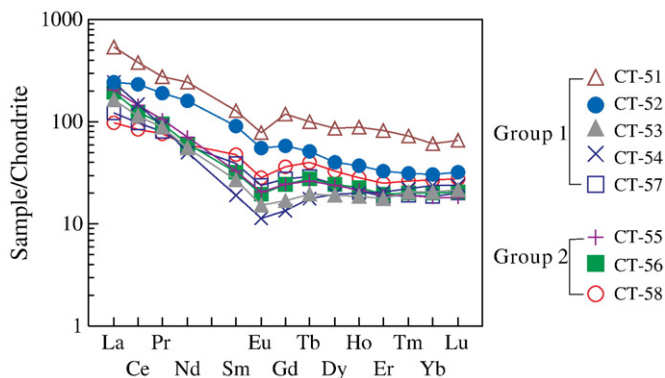 1000
100
10
1
Sample/Chondrite
La Pr Eu Tb Ho Tm Lu
Ce Nd Sm Gd Dy Er Yb
Group 1
CT-51
CT-52
CT-53
CT-54
CT-57
Group 2
CT-55
CT-56
CT-58